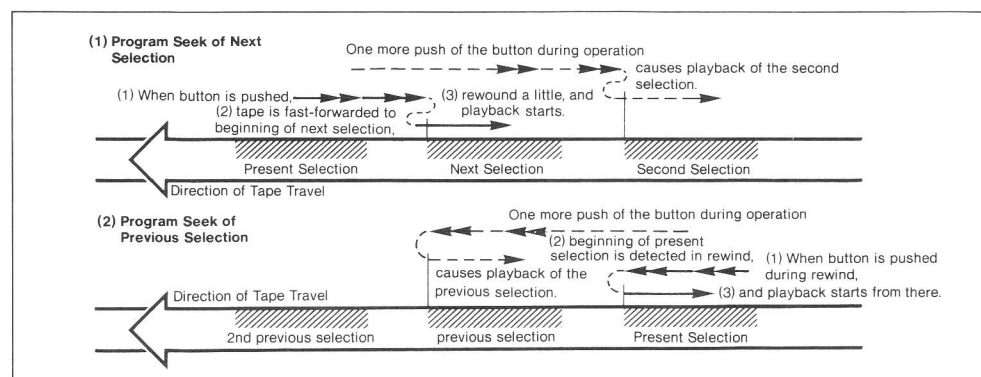 (1) Program Seek of Next
Selection
One more push of the button during operation
causes playback of the second
selection.
(1) When button is pushed,
(2) tape is fast-forwarded to
beginning of next selection,
(3) rewound a little, and
playback starts.
Present Selection
Next Selection
Second Selection
Direction of Tape Travel
(2) Program Seek of
Previous Selection
One more push of the button during operation
(2) beginning of present
selection is detected in rewind,
(1) When button is pushed
during rewind,
causes playback of the
previous selection.
(3) and playback starts from there.
Direction of Tape Travel
2nd previous selection
previous selection
Present Selection